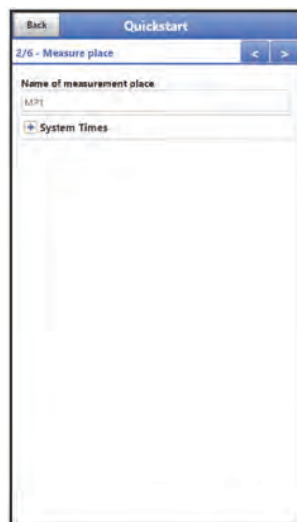 Back Quickstart
2/6 - Measure place < >
Name of measurement place
MP1
+ System Times